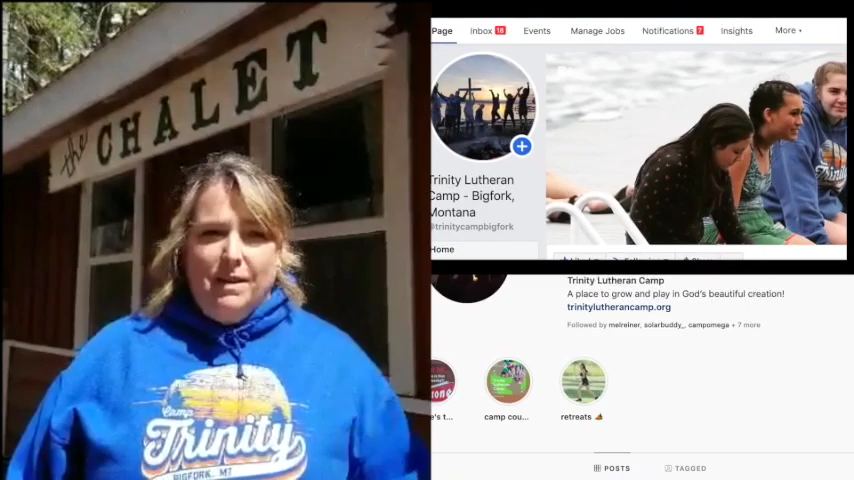 the CHALET
Camp
Trinity
BIGFORK, MT
Page Inbox 18 Events Manage Jobs Notifications 7 Insights More
Trinity Lutheran
Camp - Bigfork,
Montana
@trinitycampbigfork
Home
Trinity
Trinity Lutheran Camp
A place to grow and play in God's beautiful creation!
trinitylutherancamp.org
Followed by melreiner, solarbuddy_, campomega + 7 more
camp cou... retreats
POSTS TAGGED